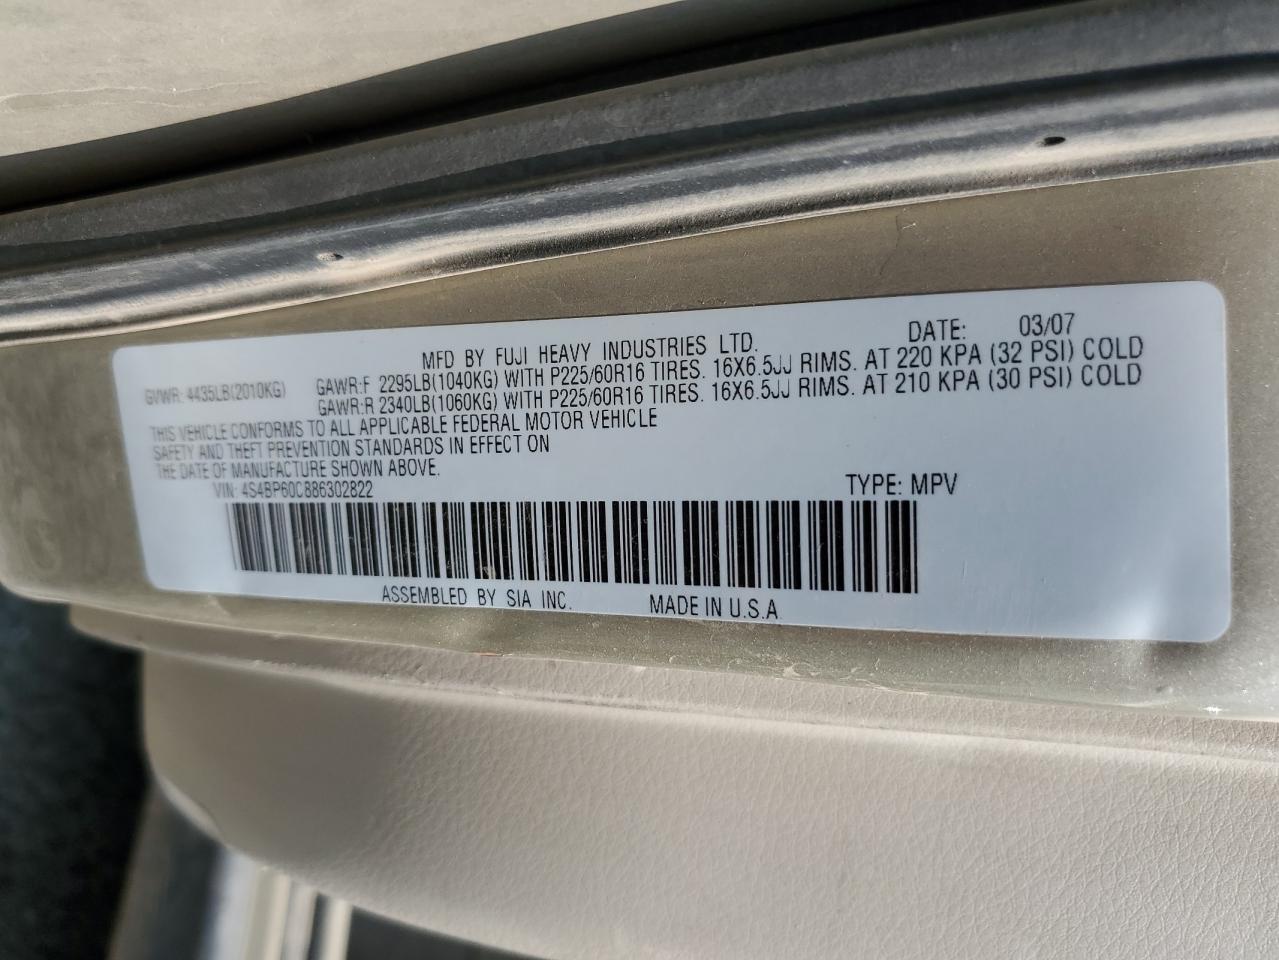 MFD BY FUJI HEAVY INDUSTRIES LTD. DATE: 03/07
GVWR: 4435LB(2010KG) GAWR:F 2295LB(1040KG) WITH P225/60R16 TIRES. 16X6.5JJ RIMS. AT 220 KPA (32 PSI) COLD
GAWR:R 2340LB(1060KG) WITH P225/60R16 TIRES. 16X6.5JJ RIMS. AT 210 KPA (30 PSI) COLD
THIS VEHICLE CONFORMS TO ALL APPLICABLE FEDERAL MOTOR VEHICLE
SAFETY AND THEFT PREVENTION STANDARDS IN EFFECT ON
THE DATE OF MANUFACTURE SHOWN ABOVE.
VIN: 4S4BP60C886302822 TYPE: MPV
ASSEMBLED BY SIA INC. MADE IN U.S.A